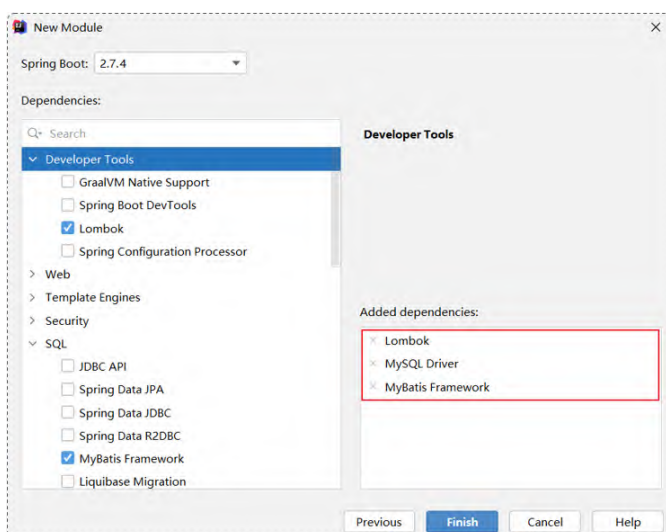 New Module
Spring Boot: 2.7.4
Dependencies:
Search
Developer Tools
GraalVM Native Support
Spring Boot DevTools
Lombok
Spring Configuration Processor
Web
Template Engines
Security
SQL
JDBC API
Spring Data JPA
Spring Data JDBC
Spring Data R2DBC
MyBatis Framework
Liquibase Migration
Developer Tools
Added dependencies:
Lombok
MySQL Driver
MyBatis Framework
Previous Finish Cancel Help